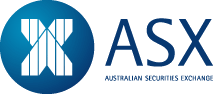 ASX
AUSTRALIAN SECURITIES EXCHANGE